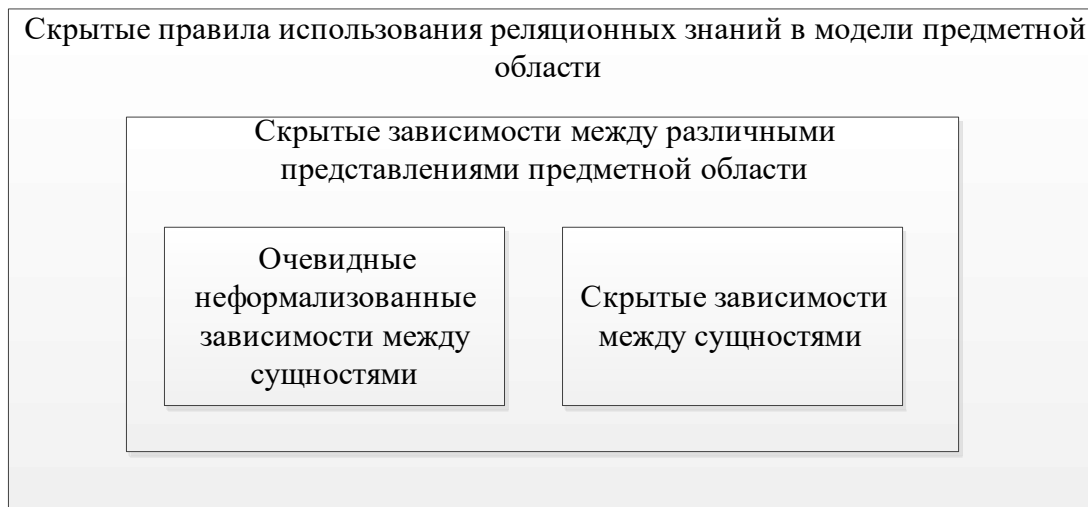 Скрытые правила использования реляционных знаний в модели предметной
области
Скрытые зависимости между различными
представлениями предметной области
Очевидные
неформализованные
зависимости между
сущностями
Скрытые зависимости
между сущностями